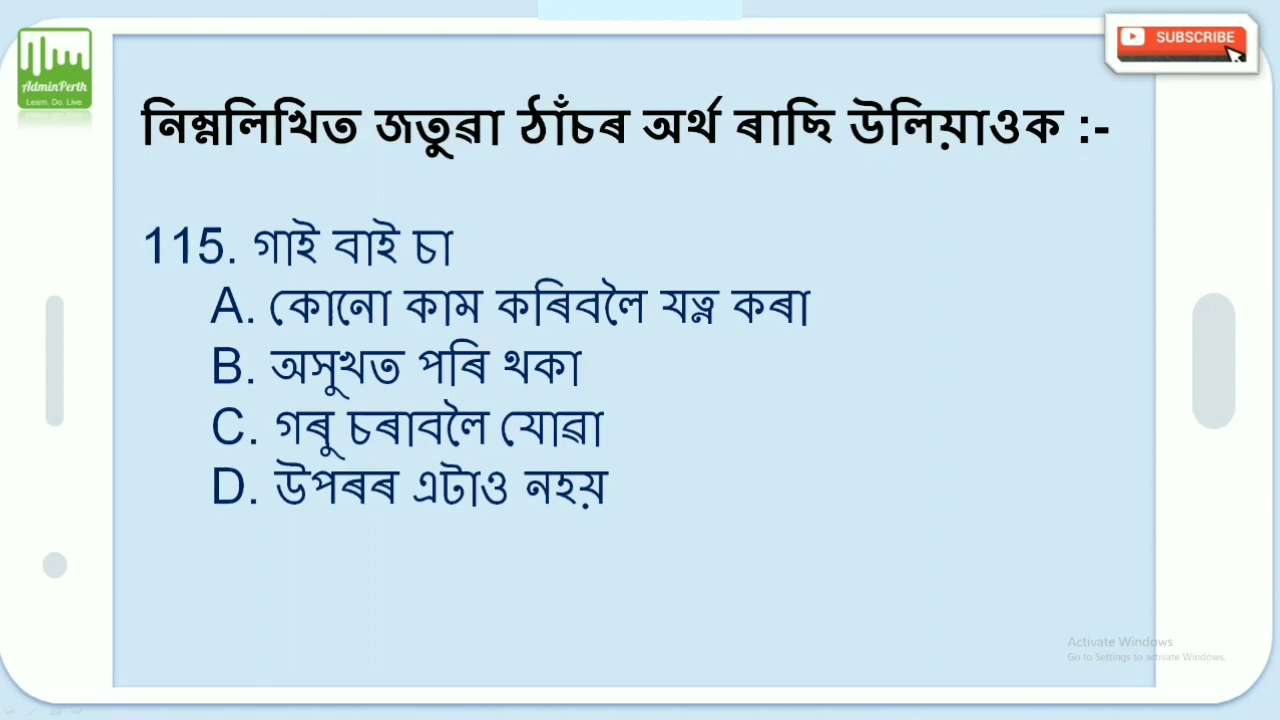 AdminPerth
Learn. Do. Live.
SUBSCRIBE
নিম্নলিখিত জতুৱা ঠাঁচৰ অৰ্থ ৰাছি উলিয়াওক :-
115. গাই বাই চা
A. কোনো কাম কৰিবলৈ যত্ন কৰা
B. অসুখত পৰি থকা
C. গৰু চৰাবলৈ যোৱা
D. উপৰৰ এটাও নহয়
Activate Windows
Go to Settings to activate Windows.